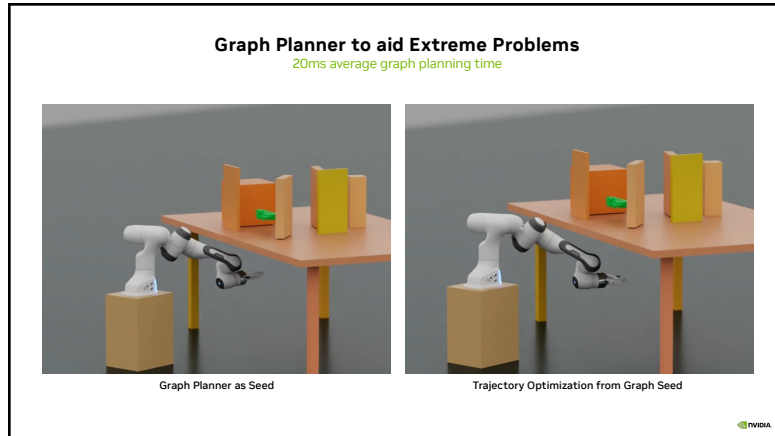 Graph Planner to aid Extreme Problems
20ms average graph planning time
Graph Planner as Seed
Trajectory Optimization from Graph Seed
NVIDIA